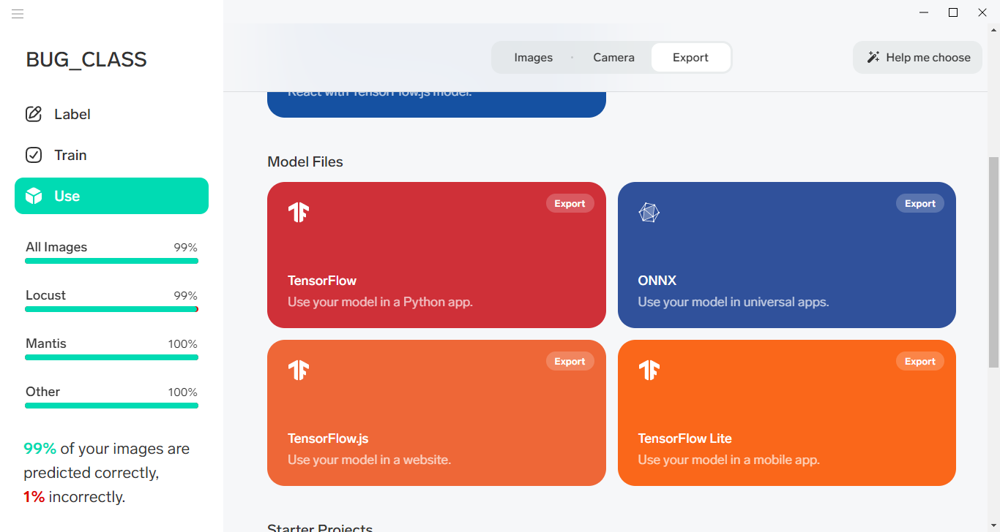 BUG_CLASS
Label
Train
Use
All Images 99%
Locust 99%
Mantis 100%
Other 100%
99% of your images are
predicted correctly,
1% incorrectly.
Images · Camera Export
Help me choose
React with TensorFlow.js model.
Model Files
Export
TensorFlow
Use your model in a Python app.
Export
ONNX
Use your model in universal apps.
Export
TensorFlow.js
Use your model in a website.
Export
TensorFlow Lite
Use your model in a mobile app.
Starter Projects